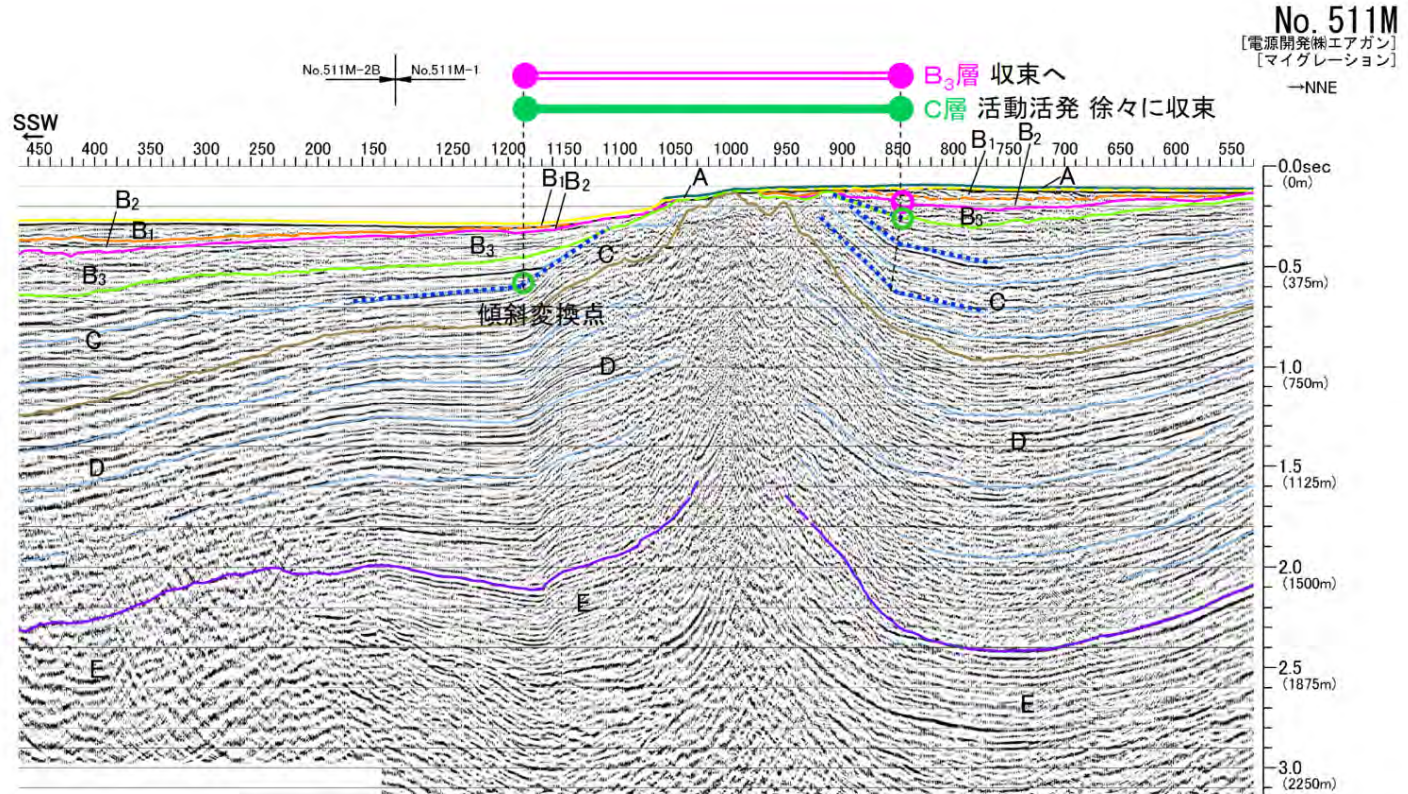 No. 511M
[電源開発㈱エアガン]
[マイグレーション]
→NNE
No.511M-2B No.511M-1
B₃層 収束へ
C層 活動活発 徐々に収束
SSW
←
450 400 350 300 250 200 150 1250 1200 1150 1100 1050 1000 950 900 850 800 750 700 650 600 550
0.0sec
(0m)
B₁ B₂ A
B₂
B₁
B₁ B₂ A
B₃
B₃
B₃
C
C
C
傾斜変換点
0.5
(375m)
D
D
D
1.0
(750m)
1.5
(1125m)
E
E
E
2.0
(1500m)
2.5
(1875m)
3.0
(2250m)